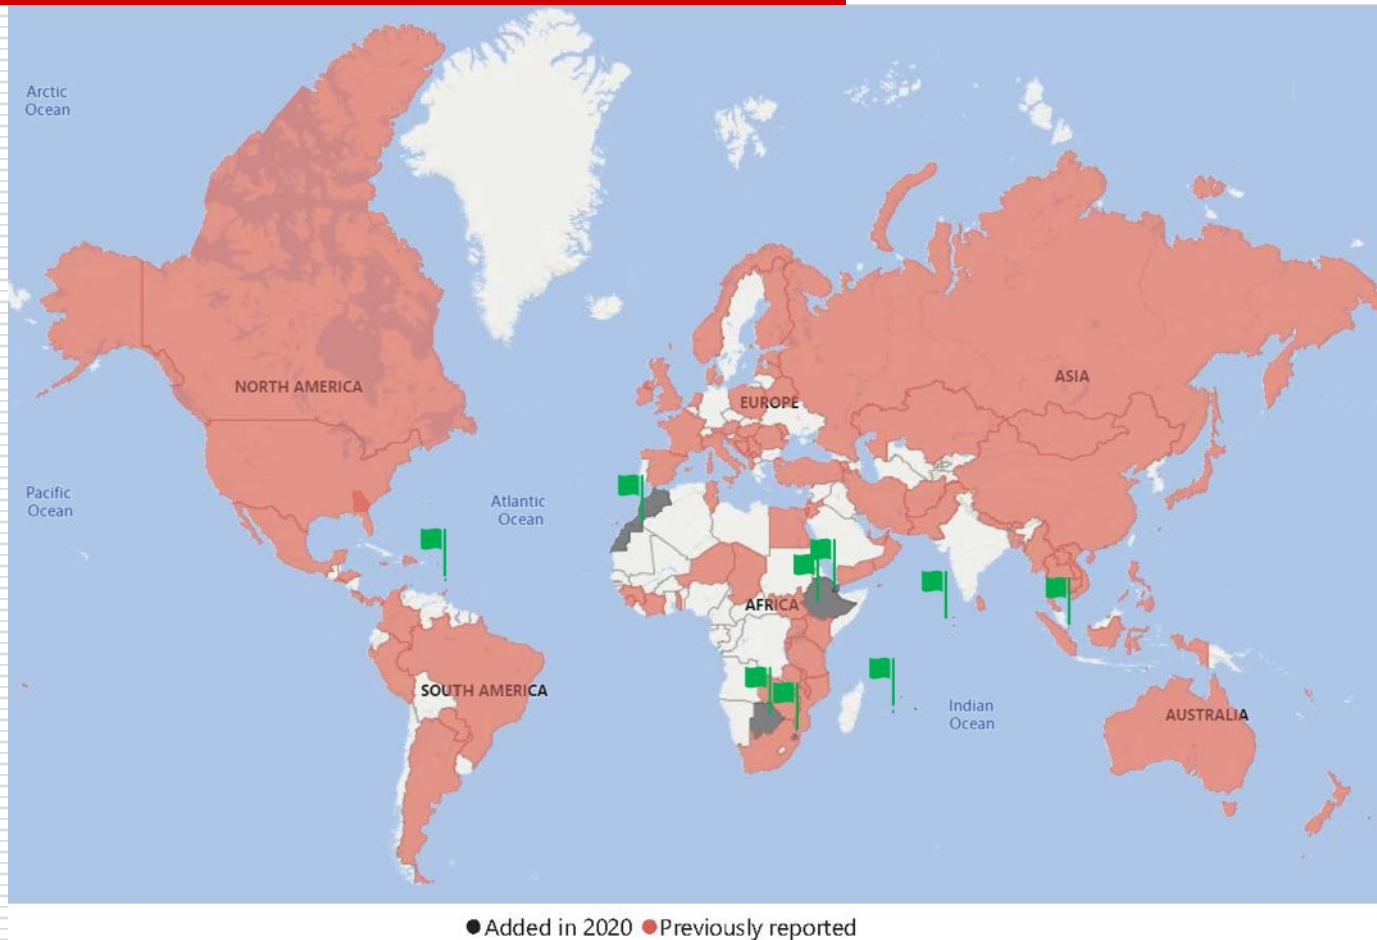 Arctic
Ocean
NORTH AMERICA
ASIA
EUROPE
Pacific
Ocean
Atlantic
Ocean
AFRICA
SOUTH AMERICA
Indian
Ocean
AUSTRALIA
Added in 2020 Previously reported